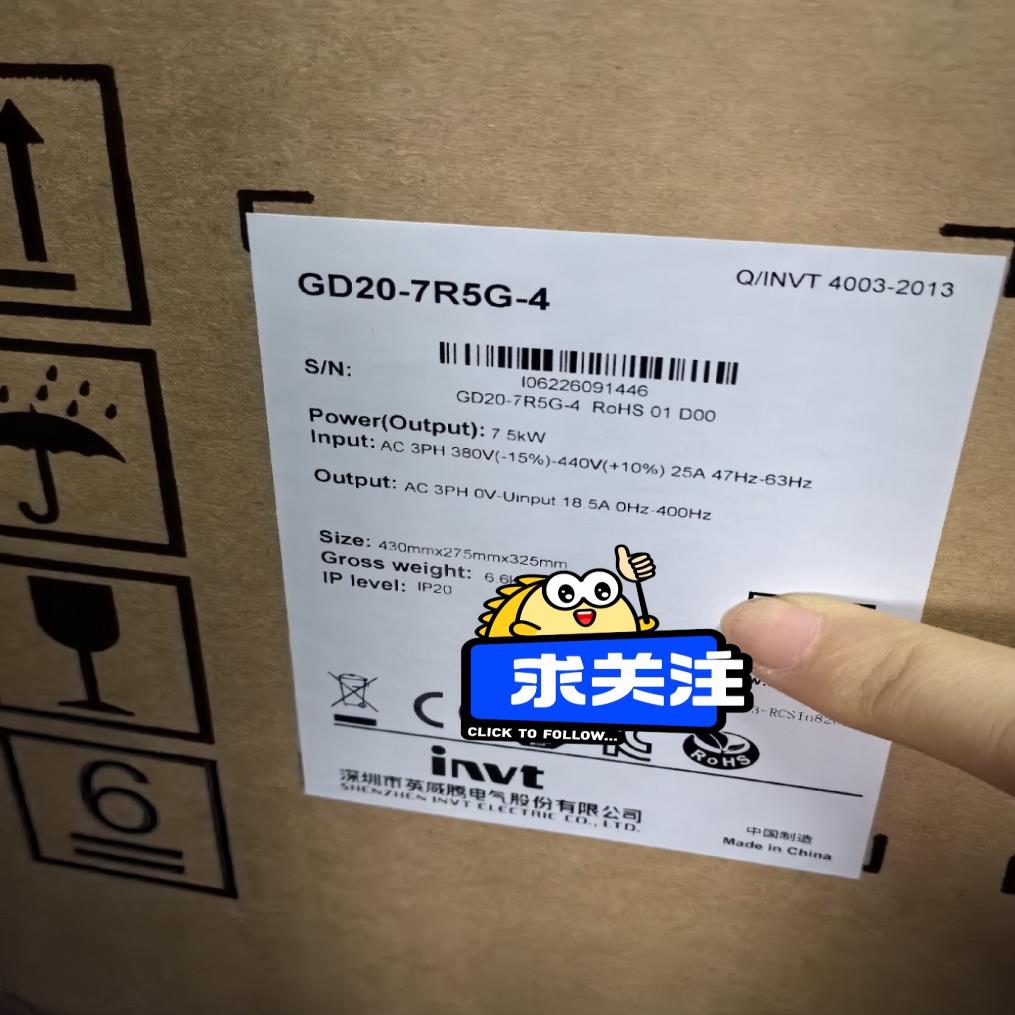 GD20-7R5G-4
Q/INVT 4003-2013
S/N:
I06226091446
GD20-7R5G-4 RoHS 01 D00
Power(Output): 7 5kW
Input: AC 3PH 380V(-15%)-440V(+10%) 25A 47Hz-63Hz
Output: AC 3PH 0V-Uinput 18 5A 0Hz-400Hz
Size: 430mmx275mmx325mm
Gross weight: 6.6
IP level: IP20
求关注
CLICK TO FOLLOW...
RoHS
invt
深圳市英威腾电气股份有限公司
SHENZHEN INVT ELECTRIC CO., LTD.
中国制造
Made in China
6